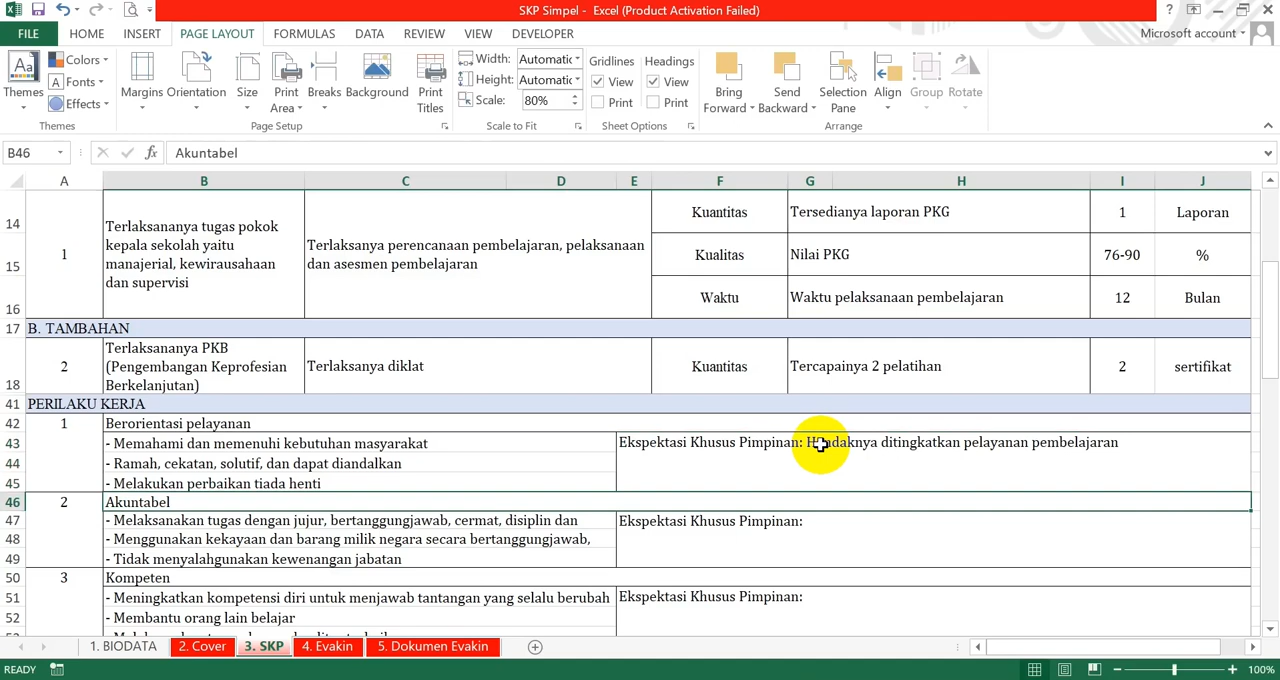 SKP Simpel - Excel (Product Activation Failed)
FILE HOME INSERT PAGE LAYOUT FORMULAS DATA REVIEW VIEW DEVELOPER Microsoft account
Themes Colors Fonts Effects Margins Orientation Size Print Area Breaks Background Print Titles Width: Automatic Height: Automatic Scale: 80% Gridlines View Print Headings View Print Bring Forward Send Backward Selection Pane Align Group Rotate
Themes Page Setup Scale to Fit Sheet Options Arrange
B46 fx Akuntabel
A B C D E F G H I J
14 Kuantitas Tersedianya laporan PKG 1 Laporan
15 1 Terlaksananya tugas pokok kepala sekolah yaitu manajerial, kewirausahaan dan supervisi Terlaksanya perencanaan pembelajaran, pelaksanaan dan asesmen pembelajaran Kualitas Nilai PKG 76-90 %
16 Waktu Waktu pelaksanaan pembelajaran 12 Bulan
17 B. TAMBAHAN
18 2 Terlaksananya PKB (Pengembangan Keprofesian Berkelanjutan) Terlaksanya diklat Kuantitas Tercapainya 2 pelatihan 2 sertifikat
41 PERILAKU KERJA
42 1 Berorientasi pelayanan
43 - Memahami dan memenuhi kebutuhan masyarakat Ekspektasi Khusus Pimpinan: Hendaknya ditingkatkan pelayanan pembelajaran
44 - Ramah, cekatan, solutif, dan dapat diandalkan
45 - Melakukan perbaikan tiada henti
46 2 Akuntabel
47 - Melaksanakan tugas dengan jujur, bertanggungjawab, cermat, disiplin dan Ekspektasi Khusus Pimpinan:
48 - Menggunakan kekayaan dan barang milik negara secara bertanggungjawab,
49 - Tidak menyalahgunakan kewenangan jabatan
50 3 Kompeten
51 - Meningkatkan kompetensi diri untuk menjawab tantangan yang selalu berubah Ekspektasi Khusus Pimpinan:
52 - Membantu orang lain belajar
1. BIODATA 2. Cover 3. SKP 4. Evakin 5. Dokumen Evakin
READY 100%